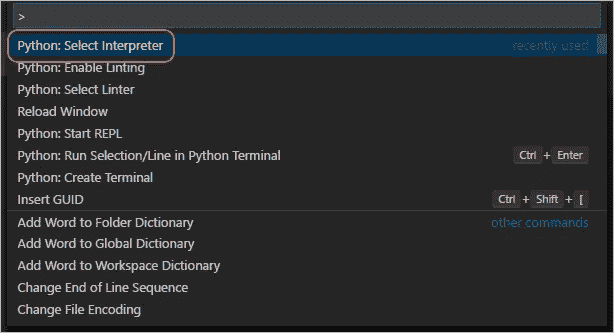 >
Python: Select Interpreter recently used
Python: Enable Linting
Python: Select Linter
Reload Window
Python: Start REPL
Python: Run Selection/Line in Python Terminal Ctrl + Enter
Python: Create Terminal
Insert GUID Ctrl + Shift + [
Add Word to Folder Dictionary other commands
Add Word to Global Dictionary
Add Word to Workspace Dictionary
Change End of Line Sequence
Change File Encoding